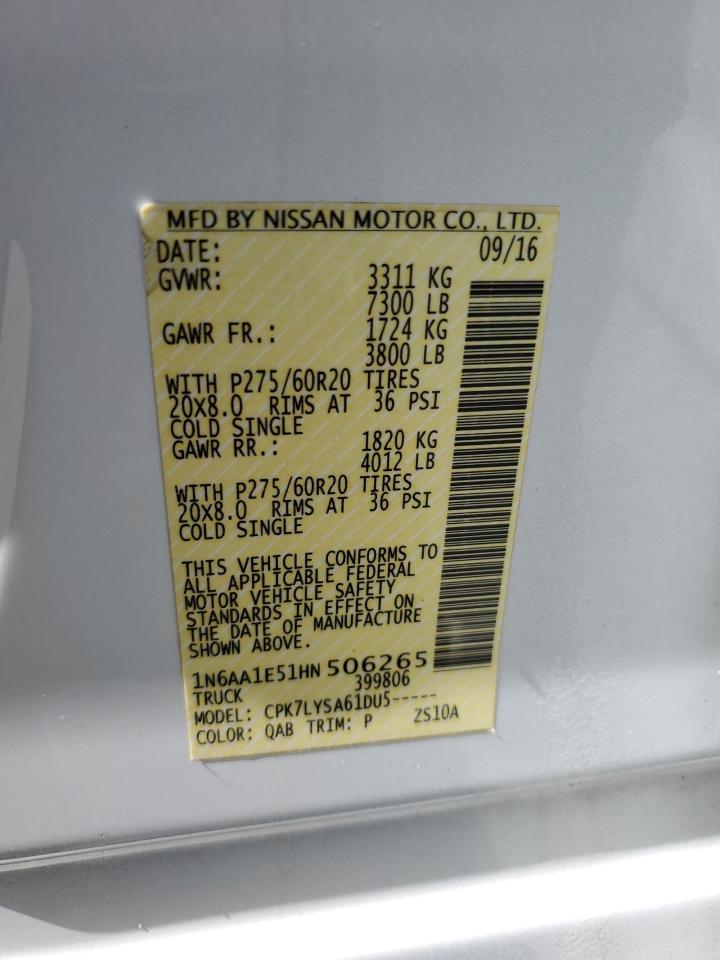 MFD BY NISSAN MOTOR CO., LTD.
DATE: 09/16
GVWR: 3311 KG
7300 LB
GAWR FR.: 1724 KG
3800 LB
WITH P275/60R20 TIRES
20X8.0 RIMS AT 36 PSI
COLD SINGLE
GAWR RR.: 1820 KG
4012 LB
WITH P275/60R20 TIRES
20X8.0 RIMS AT 36 PSI
COLD SINGLE
THIS VEHICLE CONFORMS TO
ALL APPLICABLE FEDERAL
MOTOR VEHICLE SAFETY
STANDARDS IN EFFECT ON
THE DATE OF MANUFACTURE
SHOWN ABOVE.
1N6AA1E51HN506265
TRUCK 399806
MODEL: CPK7LYSA61DU5-----
COLOR: QAB TRIM: P ZS10A